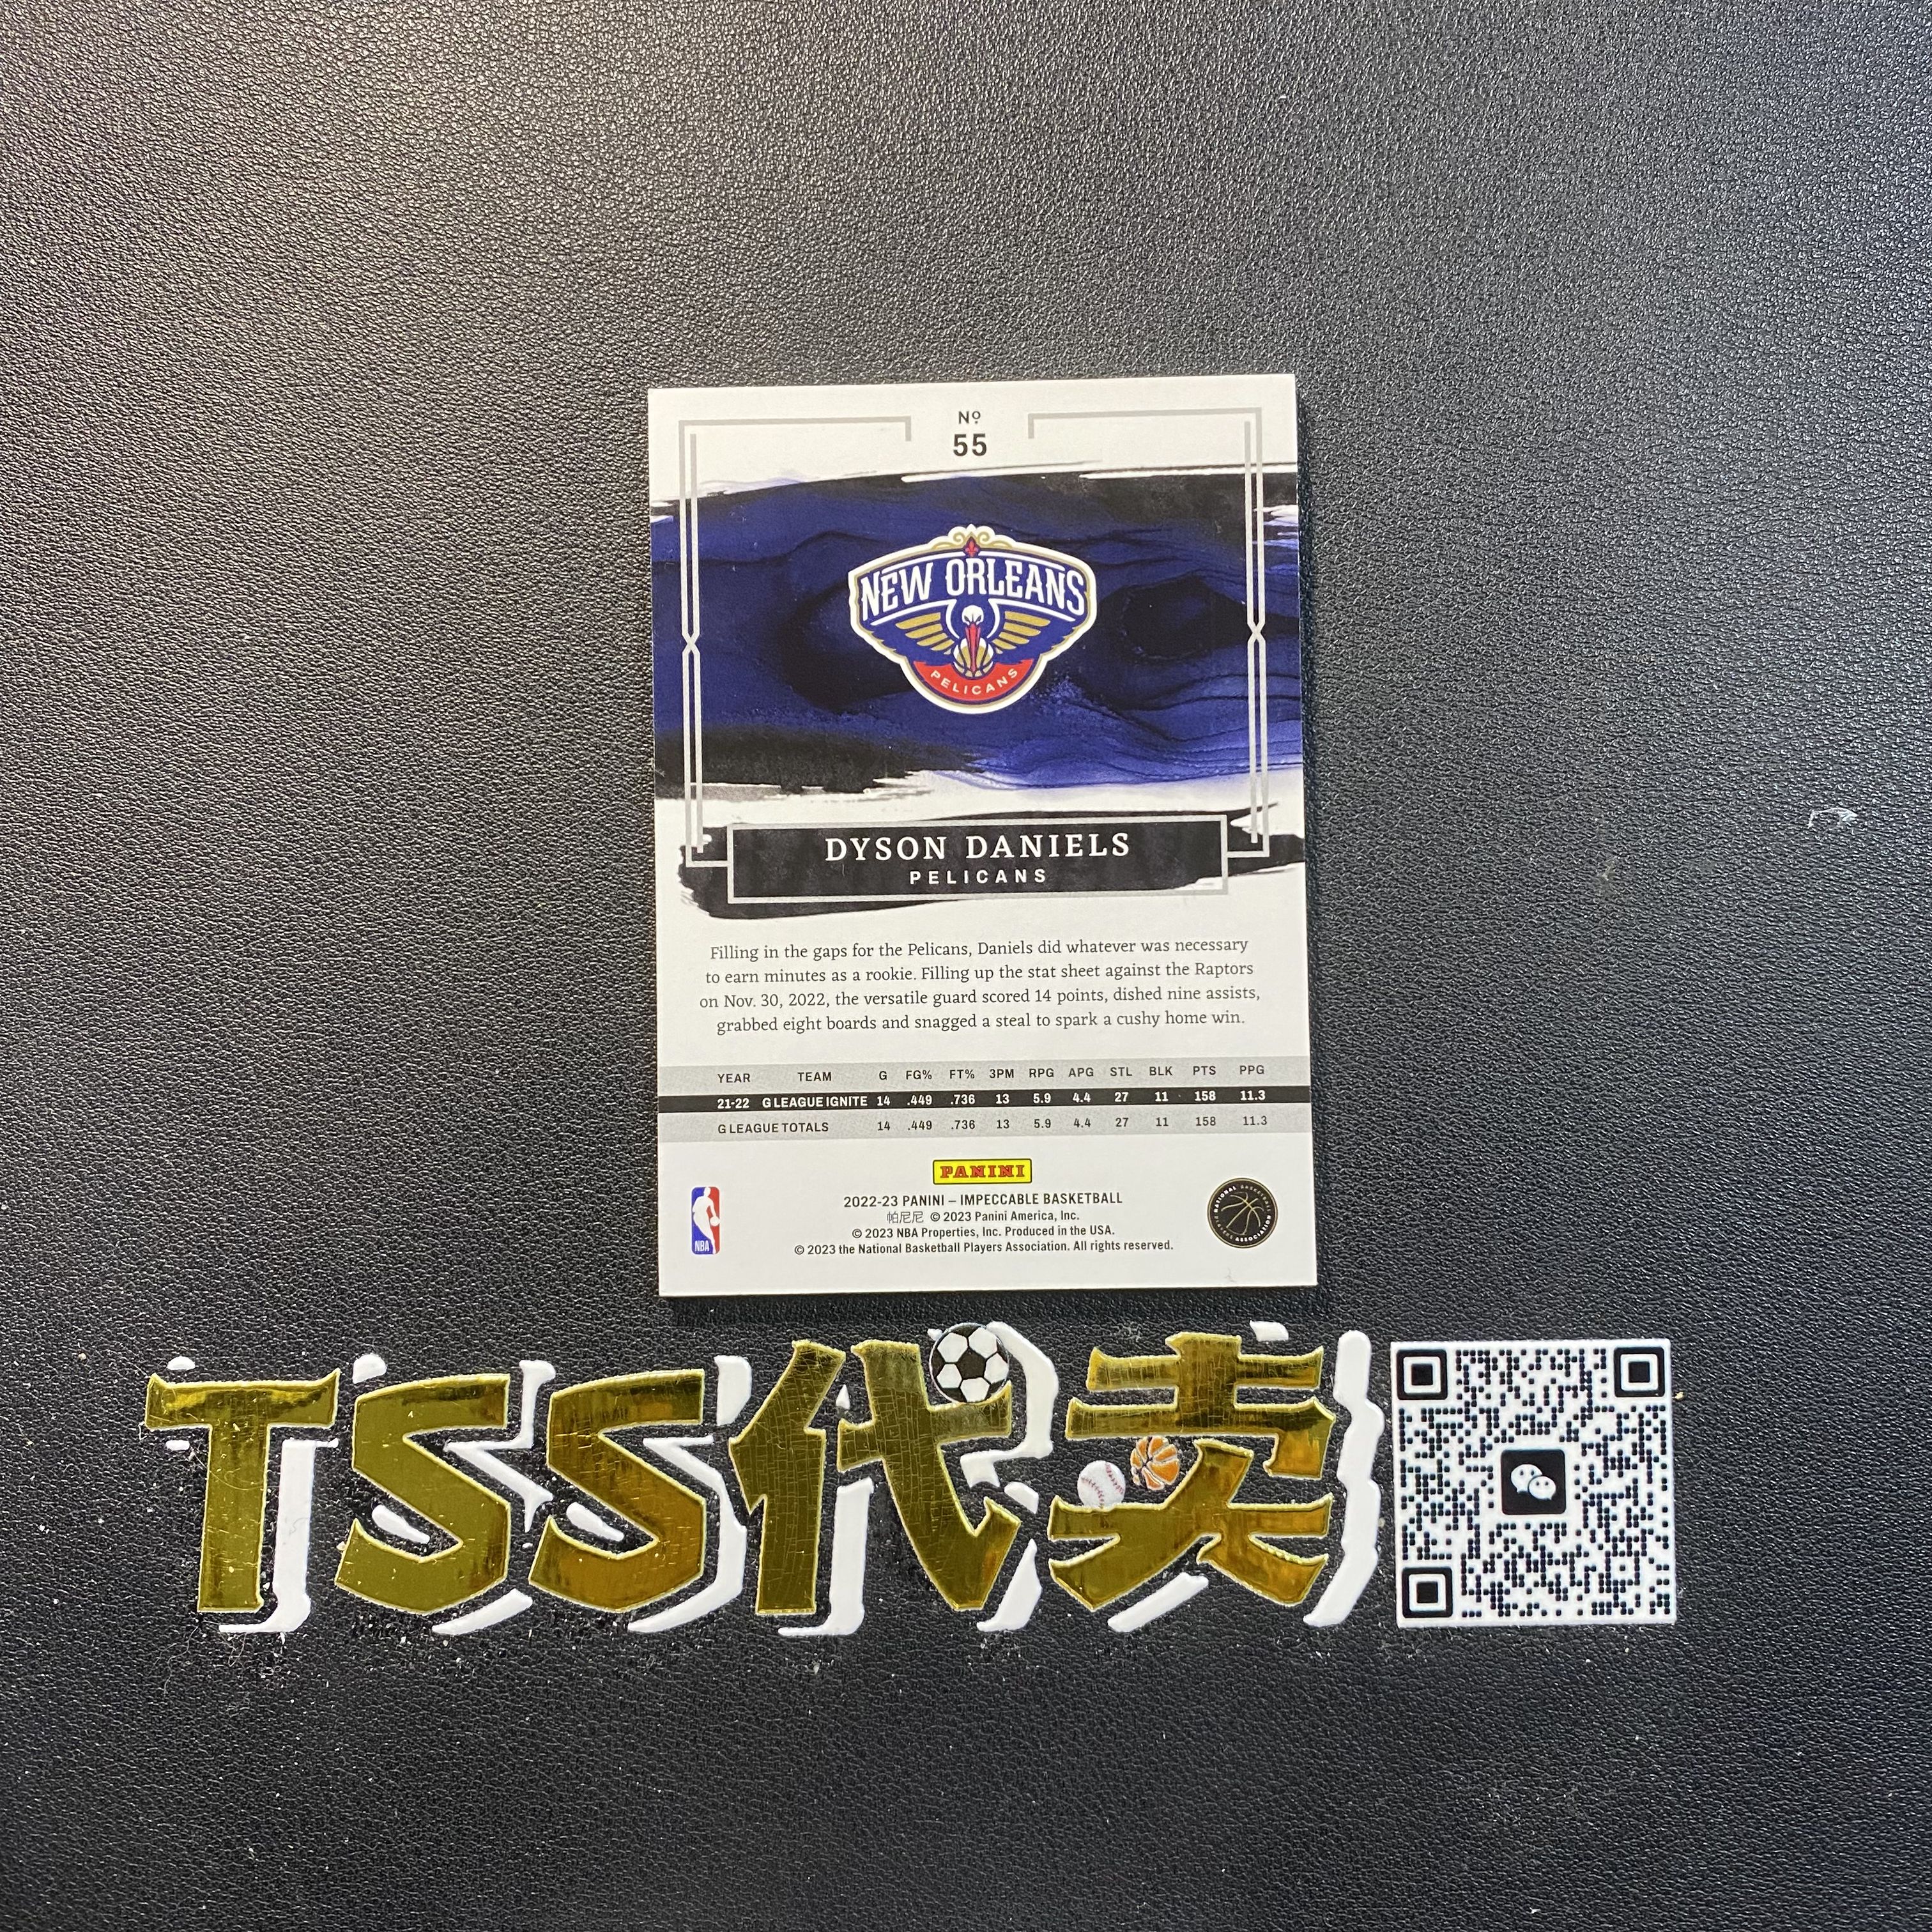 Nº
55
NEW ORLEANS
PELICANS
DYSON DANIELS
PELICANS
Filling in the gaps for the Pelicans, Daniels did whatever was necessary
to earn minutes as a rookie. Filling up the stat sheet against the Raptors
on Nov. 30, 2022, the versatile guard scored 14 points, dished nine assists,
grabbed eight boards and snagged a steal to spark a cushy home win.
YEAR TEAM G FG% FT% 3PM RPG APG STL BLK PTS PPG
21-22 G LEAGUE IGNITE 14 .449 .736 13 5.9 4.4 27 11 158 11.3
G LEAGUE TOTALS 14 .449 .736 13 5.9 4.4 27 11 158 11.3
PANINI
2022-23 PANINI – IMPECCABLE BASKETBALL
帕尼尼 © 2023 Panini America, Inc.
© 2023 NBA Properties, Inc. Produced in the USA.
© 2023 the National Basketball Players Association. All rights reserved.
NBA
NATIONAL BASKETBALL PLAYERS ASSOCIATION
TSS代卖